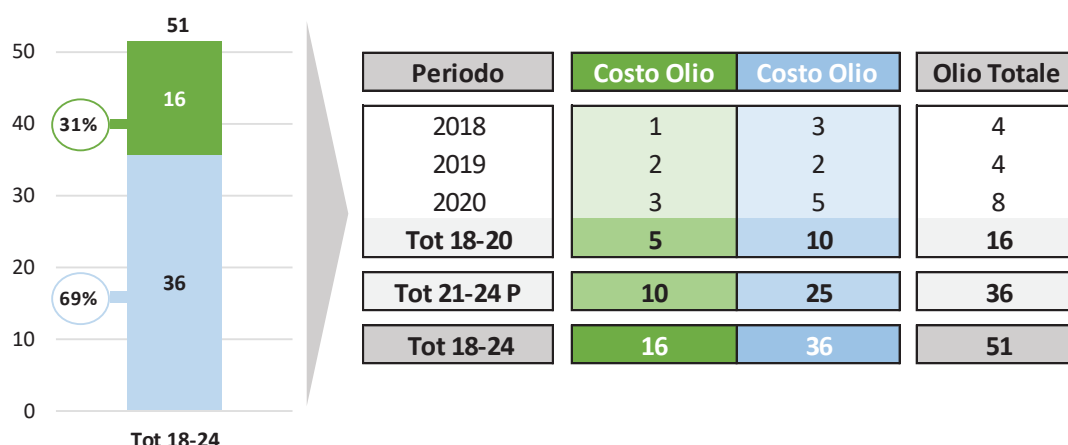 51
50
40
30
20
10
0
16
31%
36
69%
Tot 18-24
Periodo Costo Olio Costo Olio Olio Totale
2018 1 3 4
2019 2 2 4
2020 3 5 8
Tot 18-20 5 10 16
Tot 21-24 P 10 25 36
Tot 18-24 16 36 51